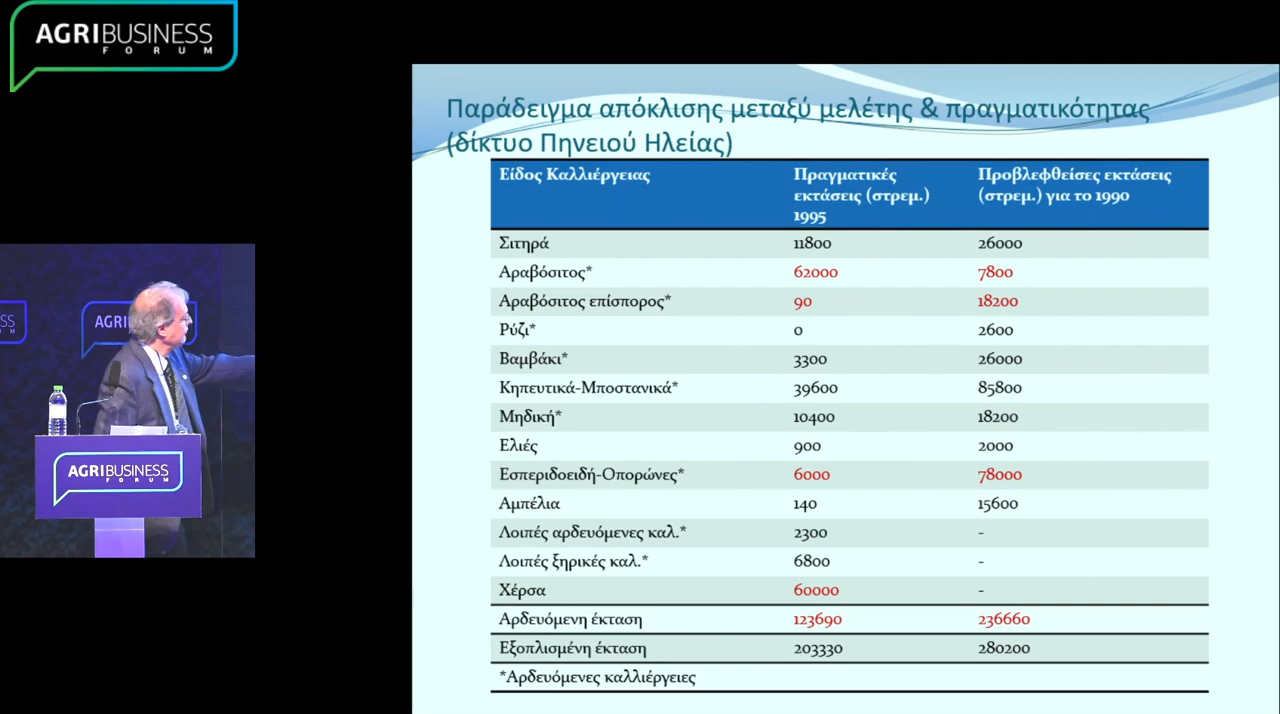 AGRIBUSINESS
FORUM
Παράδειγμα απόκλισης μεταξύ μελέτης & πραγματικότητας
(δίκτυο Πηνειού Ηλείας)
Είδος Καλλιέργειας Πραγματικές εκτάσεις (στρεμ.) 1995 Προβλεφθείσες εκτάσεις (στρεμ.) για το 1990
Σιτηρά 11800 26000
Αραβόσιτος* 62000 7800
Αραβόσιτος επίσπορος* 90 18200
Ρύζι* 0 2600
Βαμβάκι* 3300 26000
Κηπευτικά-Μποστανικά* 39600 85800
Μηδική* 10400 18200
Ελιές 900 2000
Εσπεριδοειδή-Οπορώνες* 6000 78000
Αμπέλια 140 15600
Λοιπές αρδευόμενες καλ.* 2300 -
Λοιπές ξηρικές καλ.* 6800 -
Χέρσα 60000 -
Αρδευόμενη έκταση 123690 236660
Εξοπλισμένη έκταση 203330 280200
*Αρδευόμενες καλλιέργειες
AGRI
AGRIBUSINESS
FORUM